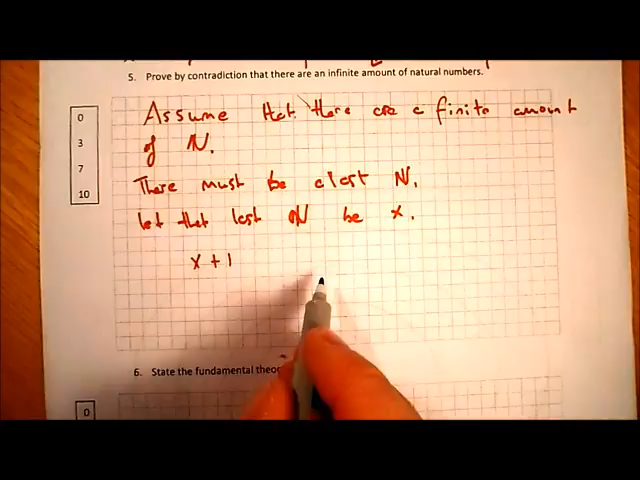 5. Prove by contradiction that there are an infinite amount of natural numbers.
0
3
7
10
Assume that there are a finite amount
of ℕ.
There must be a last ℕ.
let that last ℕ be x.
x + 1
6. State the fundamental
0